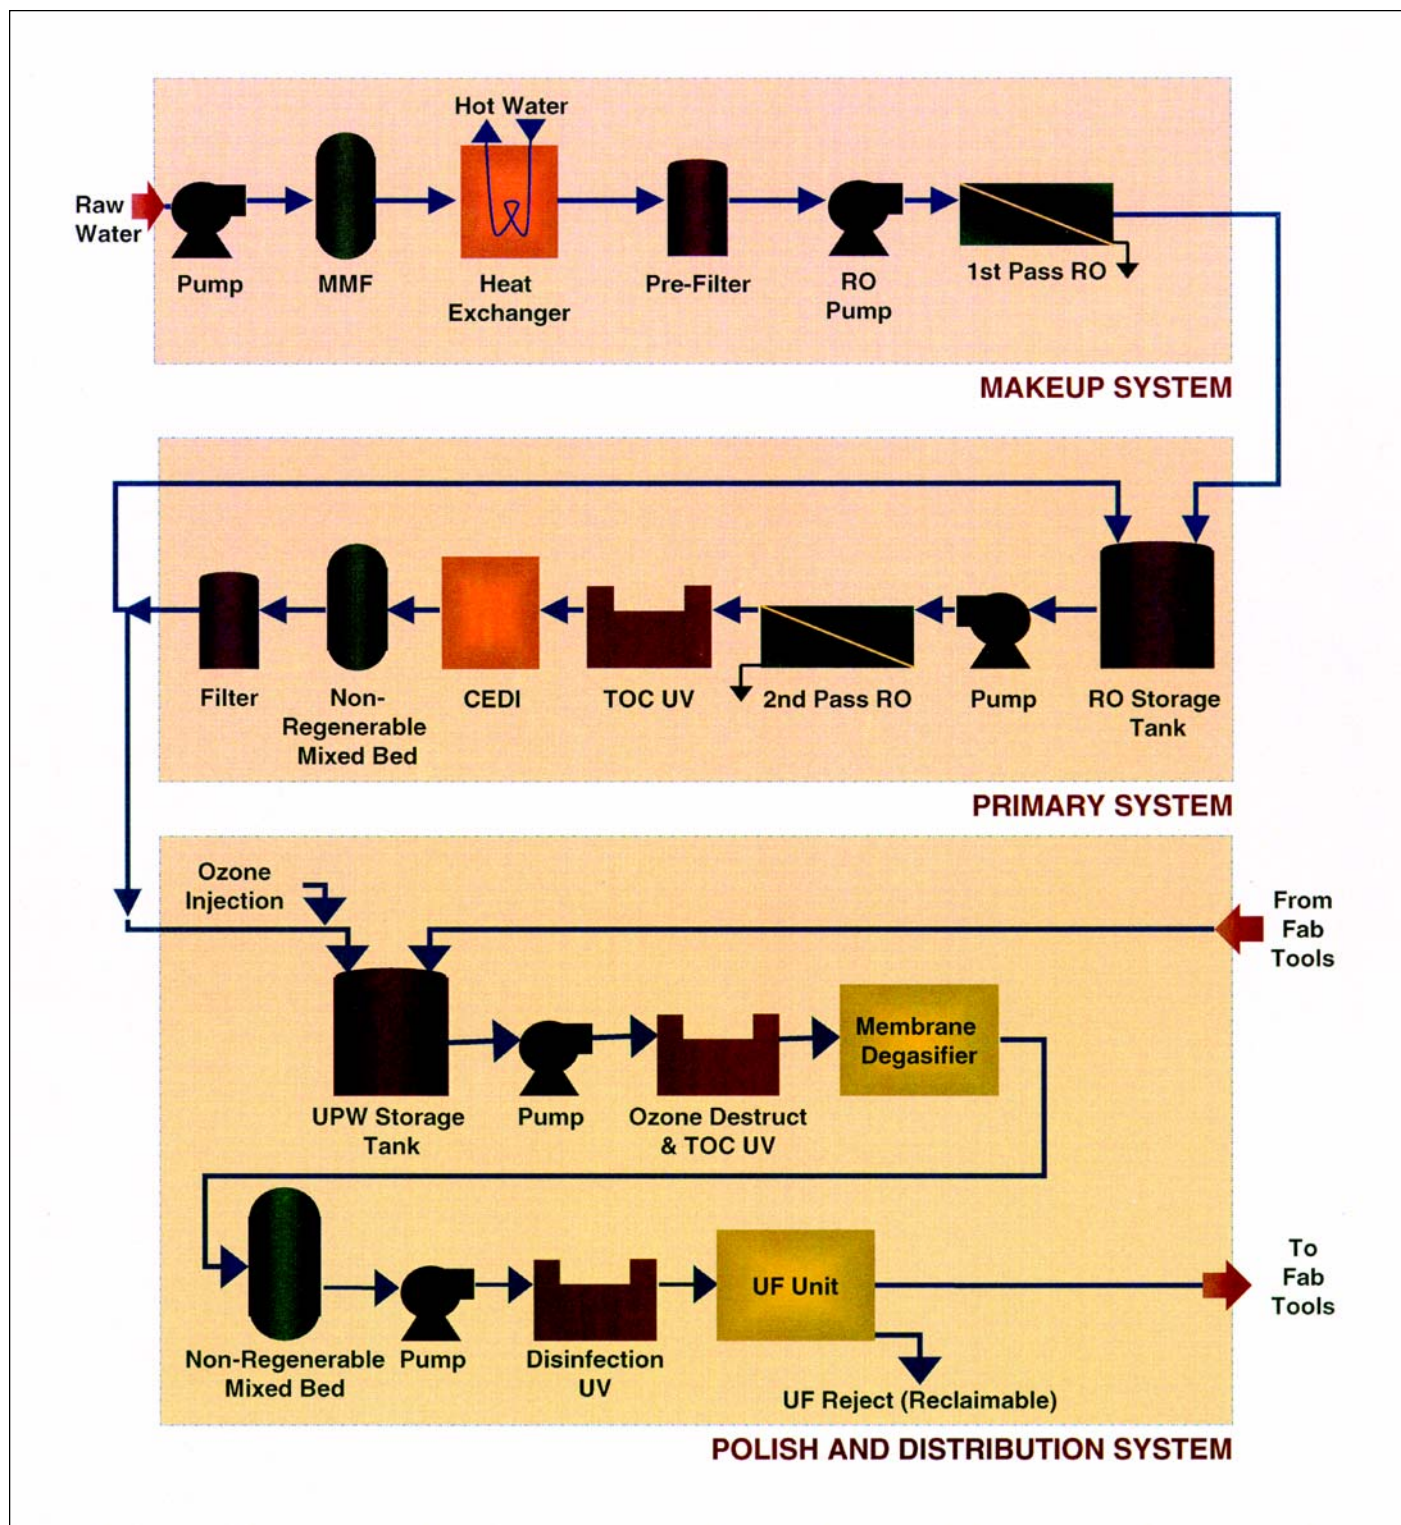 Hot Water
Raw
Water
Pump
MMF
Heat
Exchanger
Pre-Filter
RO
Pump
1st Pass RO
MAKEUP SYSTEM
Filter
Non-
Regenerable
Mixed Bed
CEDI
TOC UV
2nd Pass RO
Pump
RO Storage
Tank
PRIMARY SYSTEM
Ozone
Injection
From
Fab
Tools
UPW Storage
Tank
Pump
Ozone Destruct
& TOC UV
Membrane
Degasifier
Non-Regenerable
Mixed Bed
Pump
Disinfection
UV
UF Unit
To
Fab
Tools
UF Reject (Reclaimable)
POLISH AND DISTRIBUTION SYSTEM